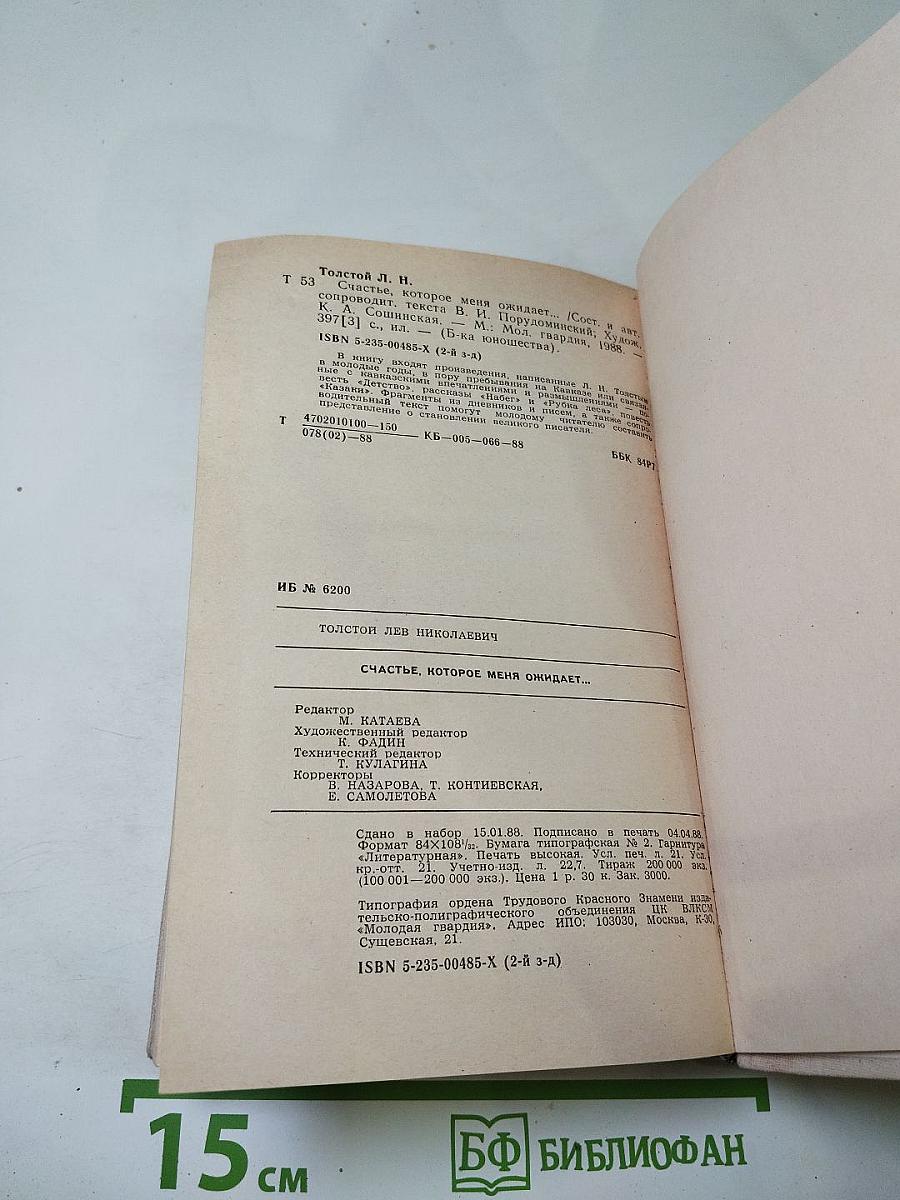 Толстой Л. Н.
Т 53 Счастье, которое меня ожидает... /Сост. и авт.
сопроводит. текста В. И. Порудоминский; Худож.
К. А. Сошинская. — М.: Мол. гвардия, 1988. —
397[3] с., ил. — (Б-ка юношества).
ISBN 5-235-00485-X (2-й з-д)
В книгу входят произведения, написанные Л. Н. Толстым
в молодые годы, в пору пребывания на Кавказе или связан-
ные с кавказскими впечатлениями и размышлениями — по-
весть «Детство», рассказы «Набег» и «Рубка леса», повесть
«Казаки». Фрагменты из дневников и писем, а также сопро-
водительный текст помогут молодому читателю составить
представление о становлении великого писателя.
Т 4702010100—150
078(02)—88 КБ—005—066—88
ББК 84Р7
ИБ № 6200
ТОЛСТОЙ ЛЕВ НИКОЛАЕВИЧ
СЧАСТЬЕ, КОТОРОЕ МЕНЯ ОЖИДАЕТ...
Редактор
М. КАТАЕВА
Художественный редактор
К. ФАДИН
Технический редактор
Т. КУЛАГИНА
Корректоры
В. НАЗАРОВА, Т. КОНТИЕВСКАЯ,
Е. САМОЛЕТОВА
Сдано в набор 15.01.88. Подписано в печать 04.04.88.
Формат 84×108¹/₃₂. Бумага типографская № 2. Гарнитура
«Литературная». Печать высокая. Усл. печ. л. 21. Усл.
кр.-отт. 21. Учетно-изд. л. 22,7. Тираж 200 000 экз.
(100 001—200 000 экз.). Цена 1 р. 30 к. Зак. 3000.
Типография ордена Трудового Красного Знамени изда-
тельско-полиграфического объединения ЦК ВЛКСМ
«Молодая гвардия». Адрес ИПО: 103030, Москва, К-30,
Сущевская, 21.
ISBN 5-235-00485-X (2-й з-д)
15 см
БФ БИБЛИОФАН